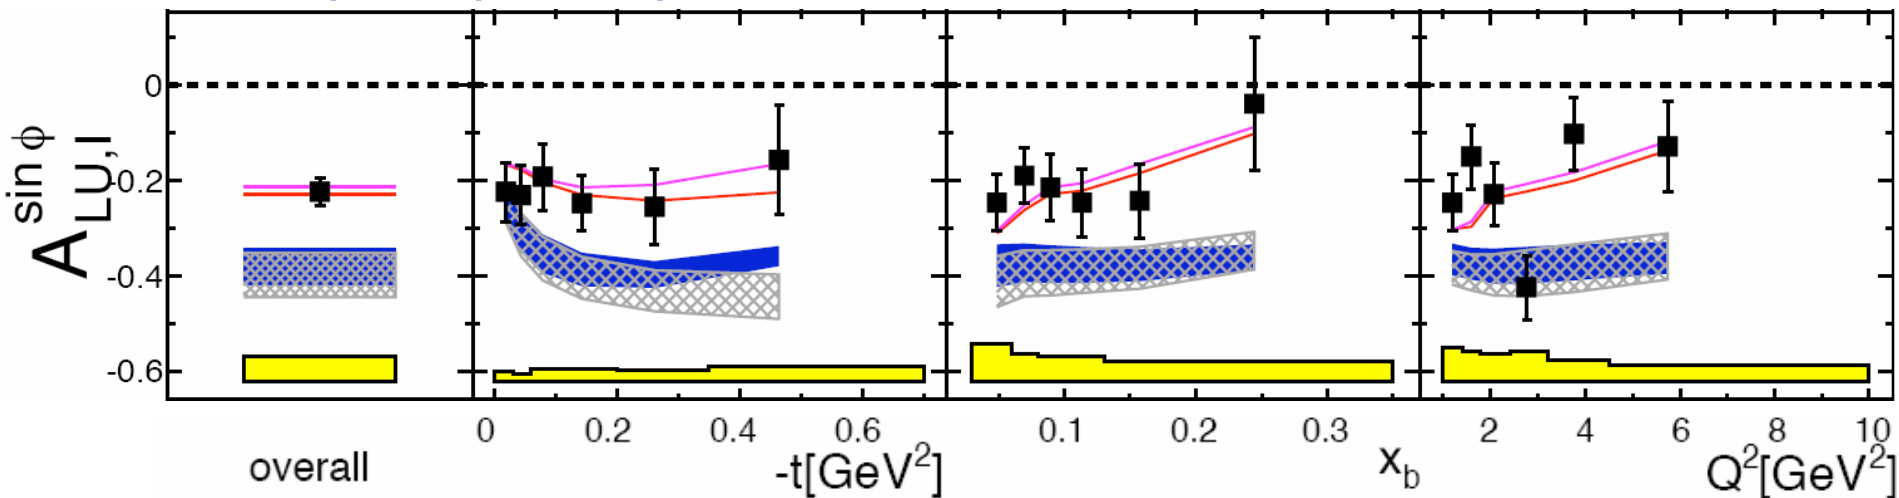 A sin ϕ LU,I
0
-0.2
-0.4
-0.6
0 0.2 0.4 0.6
0.1 0.2 0.3
2 4 6 8 10
overall
-t[GeV²]
x_b
Q²[GeV²]